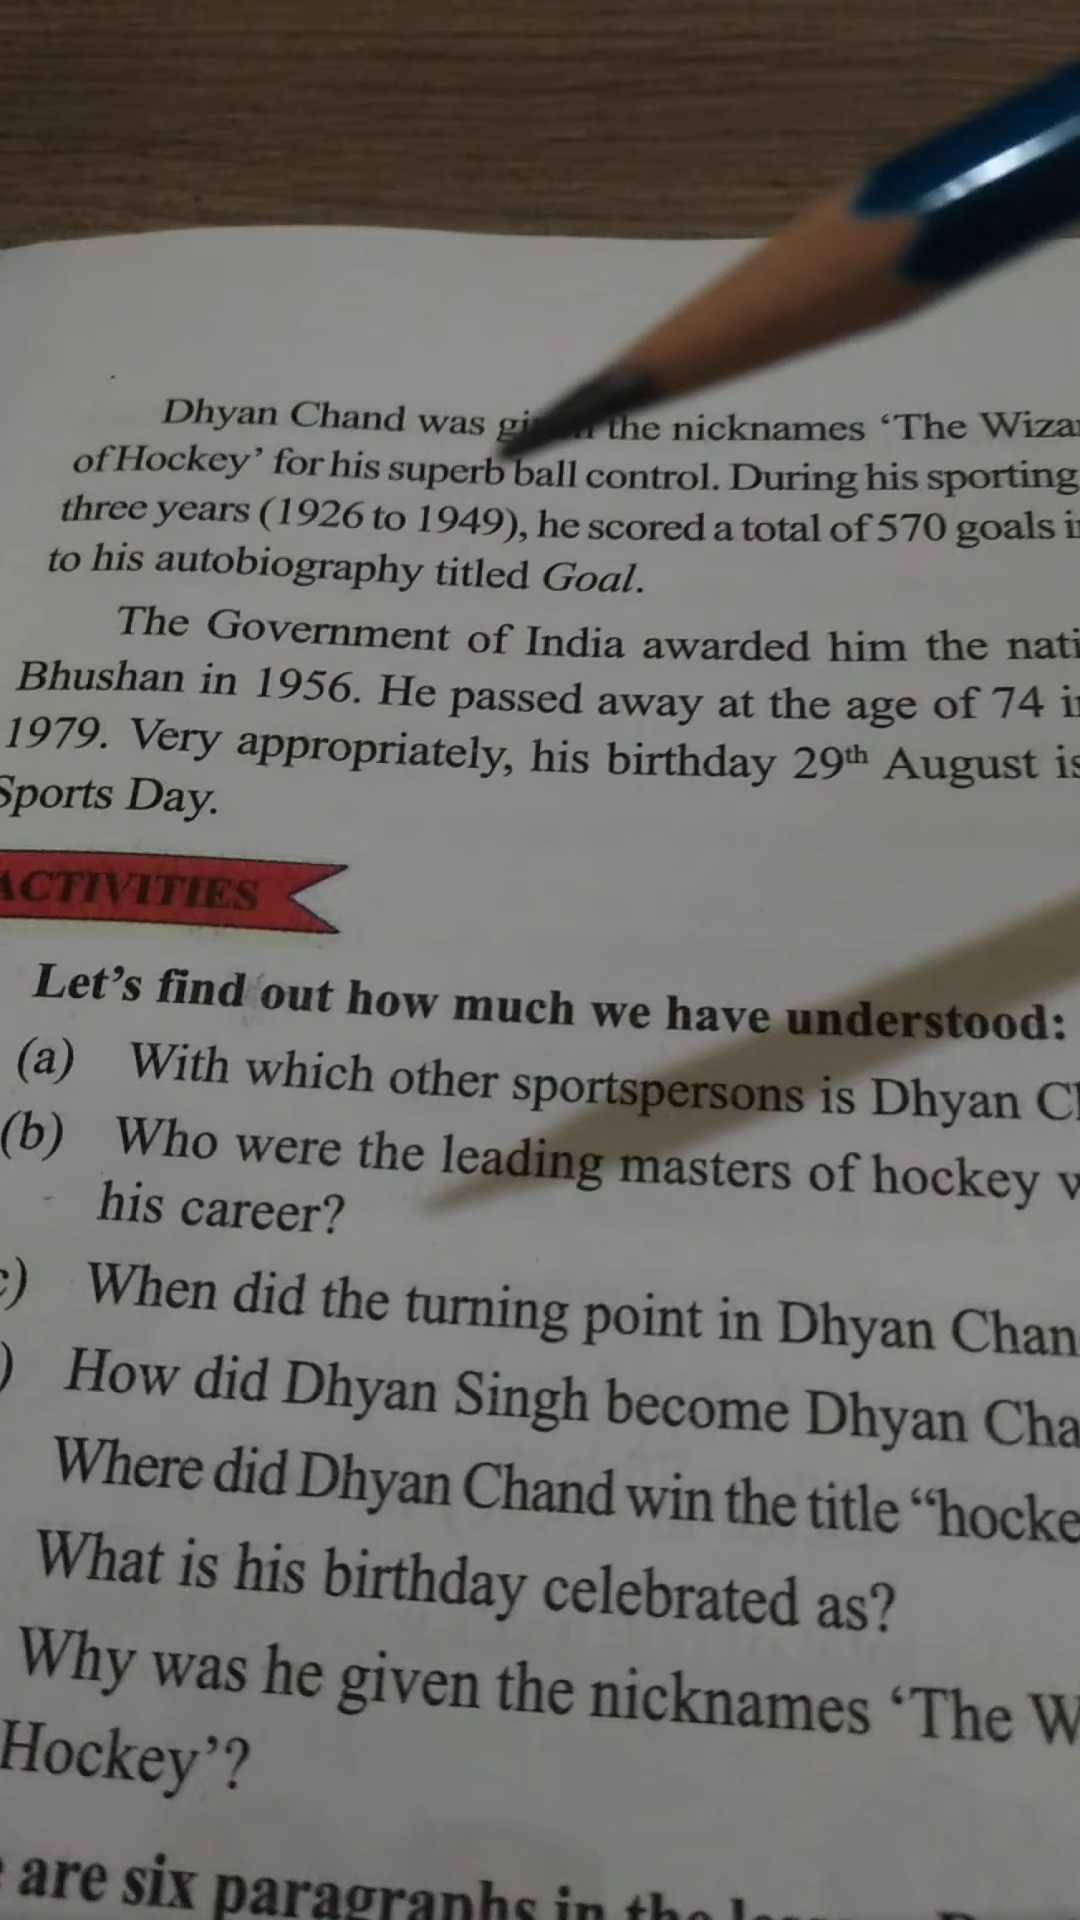 Dhyan Chand was the nicknames ‘The
of Hockey’ for his superb ball control. During his sporting
three years (1926 to 1949), he scored a total of 570 goals
to his autobiography titled Goal.
The Government of India awarded him the
Bhushan in 1956. He passed away at the age of 74
1979. Very appropriately, his birthday 29th August is
Sports Day.
ACTIVITIES
Let’s find out how much we have understood:
(a) With which other sportspersons is Dhyan
(b) Who were the leading masters of hockey
his career?
When did the turning point in Dhyan
How did Dhyan Singh become Dhyan
Where did Dhyan Chand win the title
What is his birthday celebrated as?
Why was he given the nicknames ‘The
Hockey’?
are six paragraphs in the